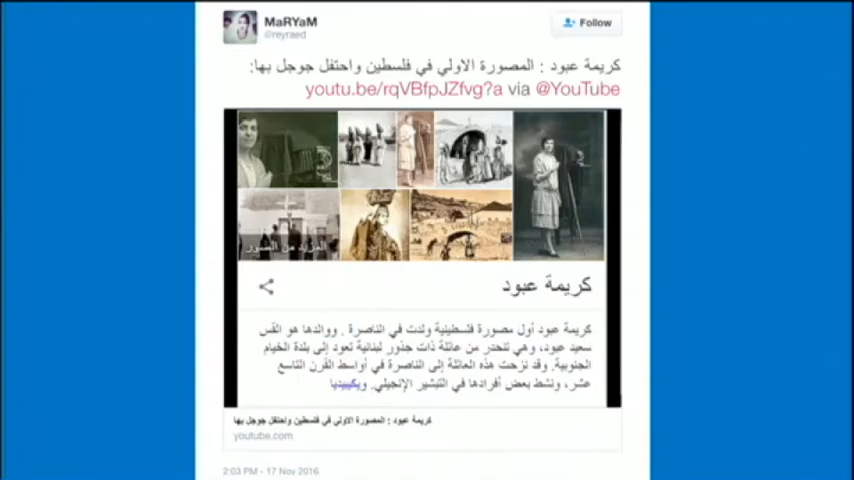 MaRYaM
@reyraed
Follow
كريمة عبود : المصورة الاولي في فلسطين واحتفل جوجل بها:
youtu.be/rqVBfpJZfvg?a via @YouTube
المزيد من الصور
كريمة عبود
كريمة عبود أول مصورة فلسطينية ولدت في الناصرة . ووالدها هو القس
سعيد عبود، وهي تنحدر من عائلة ذات جذور لبنانية تعود إلى بلدة الخيام
الجنوبية. وقد نزحت هذه العائلة إلى الناصرة في أواسط القرن التاسع
عشر، ونشط بعض أفرادها في التبشير الإنجيلي. ويكيبيديا
كريمة عبود : المصورة الاولي في فلسطين واحتفل جوجل بها
youtube.com
2:03 PM - 17 Nov 2016